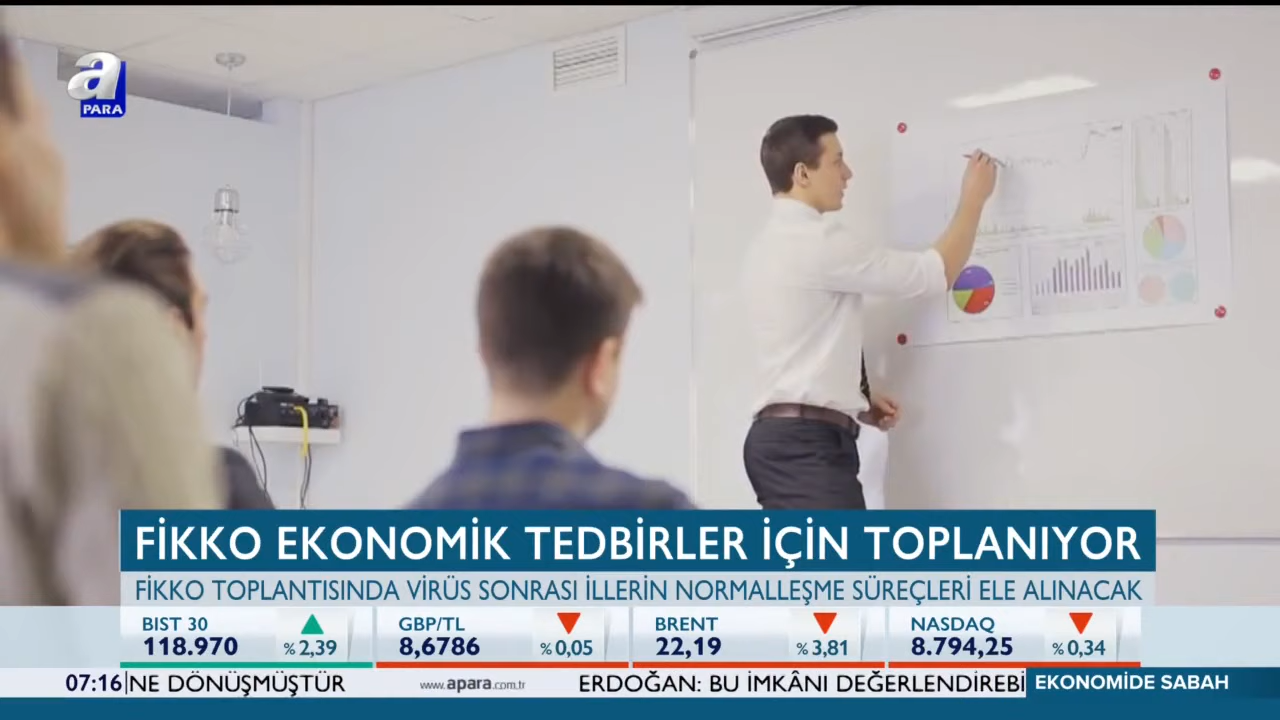 a
PARA
FİKKO EKONOMİK TEDBİRLER İÇİN TOPLANIYOR
FİKKO TOPLANTISINDA VİRÜS SONRASI İLLERİN NORMALLEŞME SÜREÇLERİ ELE ALINACAK
BIST 30
118.970 %2,39
GBP/TL
8,6786 %0,05
BRENT
22,19 %3,81
NASDAQ
8.794,25 %0,34
07:16 NE DÖNÜŞMÜŞTÜR www.apara.com.tr ERDOĞAN: BU İMKÂNI DEĞERLENDİREBİ EKONOMİDE SABAH